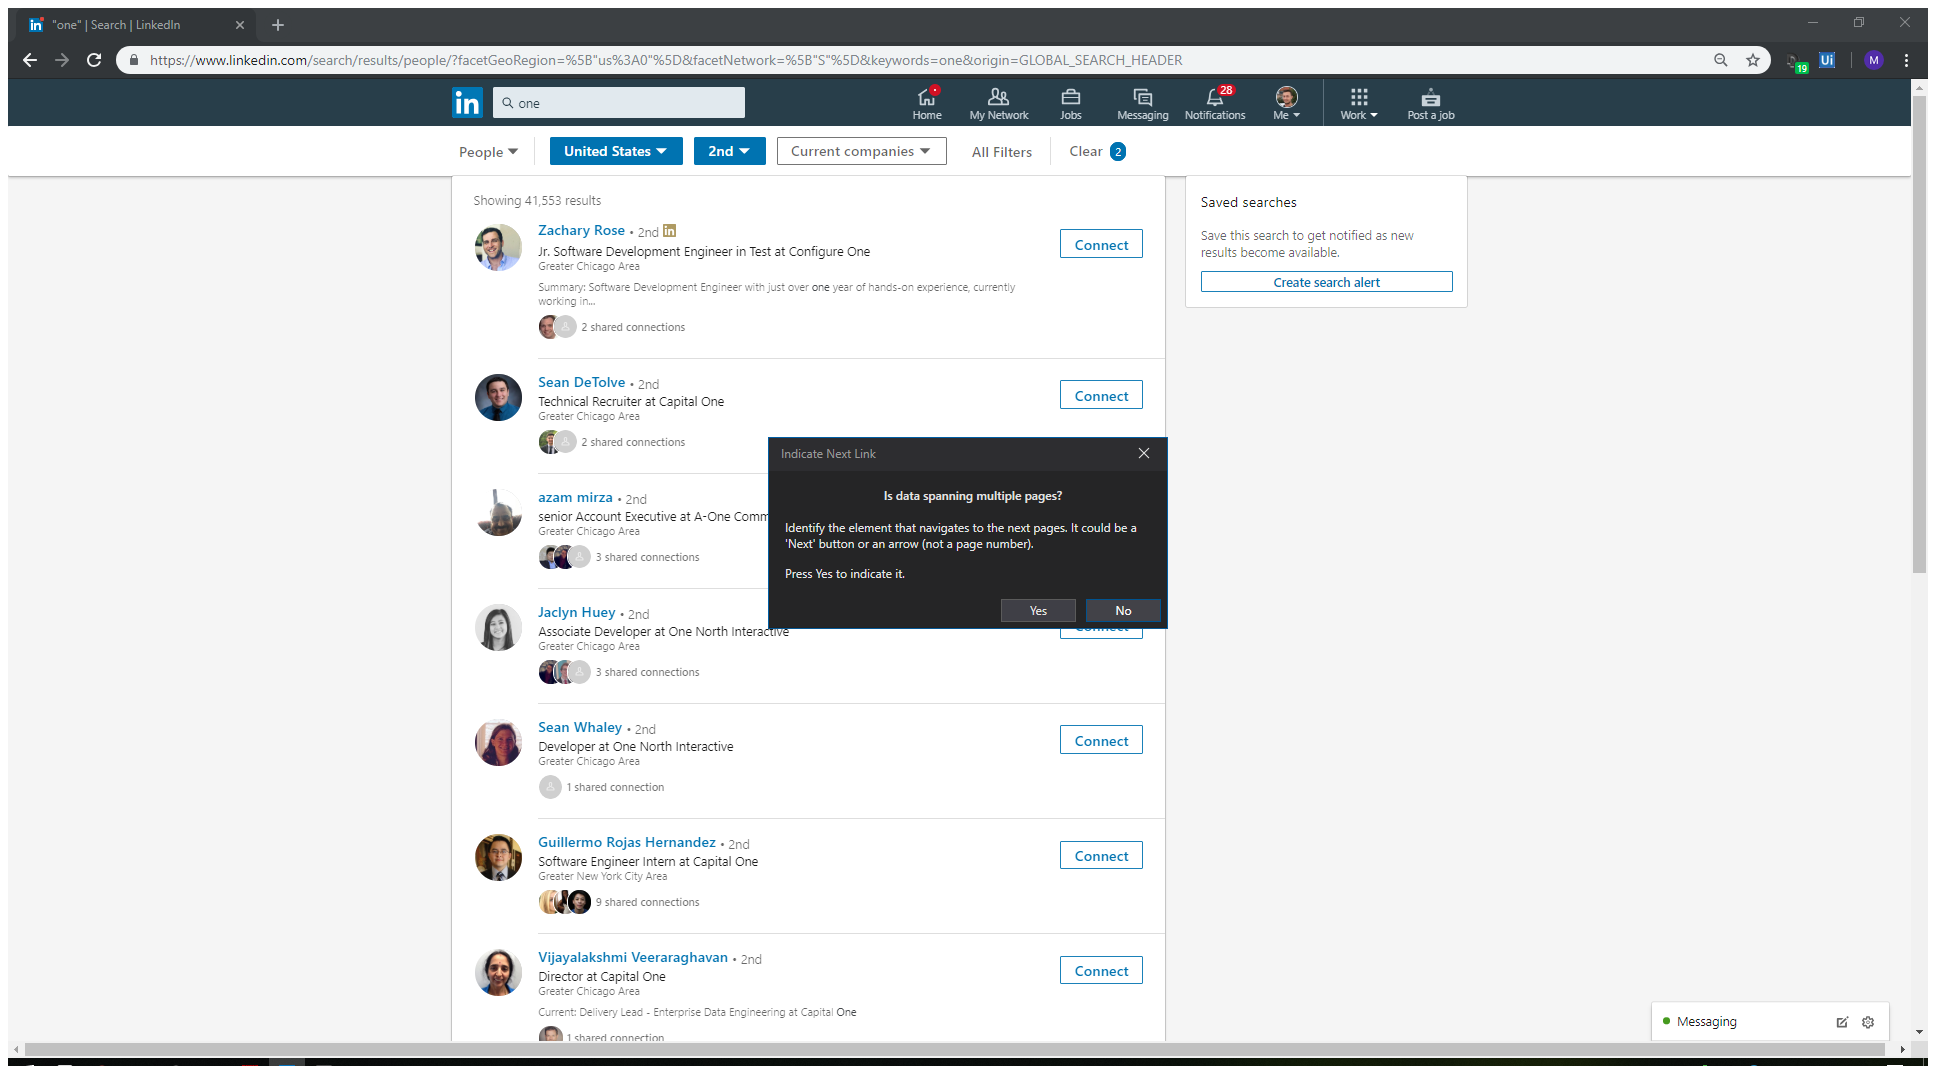 "one" | Search | LinkedIn
https://www.linkedin.com/search/results/people/?facetGeoRegion=%5B"us%3A0"%5D&facetNetwork=%5B"S"%5D&keywords=one&origin=GLOBAL_SEARCH_HEADER
19
Ui
M
in
one
Home
My Network
Jobs
Messaging
28
Notifications
Me
Work
Post a job
People
United States
2nd
Current companies
All Filters
Clear 2
Showing 41,553 results
Zachary Rose • 2nd in
Jr. Software Development Engineer in Test at Configure One
Greater Chicago Area
Summary: Software Development Engineer with just over one year of hands-on experience, currently
working in...
2 shared connections
Connect
Sean DeTolve • 2nd
Technical Recruiter at Capital One
Greater Chicago Area
2 shared connections
Connect
azam mirza • 2nd
senior Account Executive at A-One Comm
Greater Chicago Area
3 shared connections
Jaclyn Huey • 2nd
Associate Developer at One North Interactive
Greater Chicago Area
3 shared connections
Connect
Sean Whaley • 2nd
Developer at One North Interactive
Greater Chicago Area
1 shared connection
Connect
Guillermo Rojas Hernandez • 2nd
Software Engineer Intern at Capital One
Greater New York City Area
9 shared connections
Connect
Vijayalakshmi Veeraraghavan • 2nd
Director at Capital One
Greater Chicago Area
Current: Delivery Lead - Enterprise Data Engineering at Capital One
1 shared connection
Connect
Saved searches
Save this search to get notified as new
results become available.
Create search alert
Indicate Next Link
Is data spanning multiple pages?
Identify the element that navigates to the next pages. It could be a
'Next' button or an arrow (not a page number).
Press Yes to indicate it.
Yes
No
Messaging